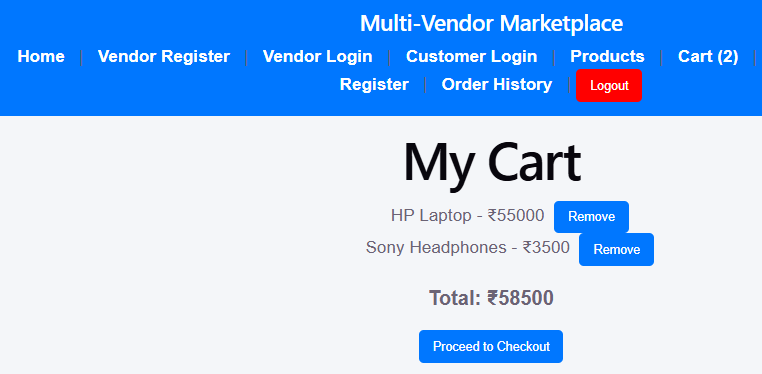 Multi-Vendor Marketplace
Home | Vendor Register | Vendor Login | Customer Login | Products | Cart (2) |
Register | Order History | Logout
My Cart
HP Laptop - ₹55000 Remove
Sony Headphones - ₹3500 Remove
Total: ₹58500
Proceed to Checkout